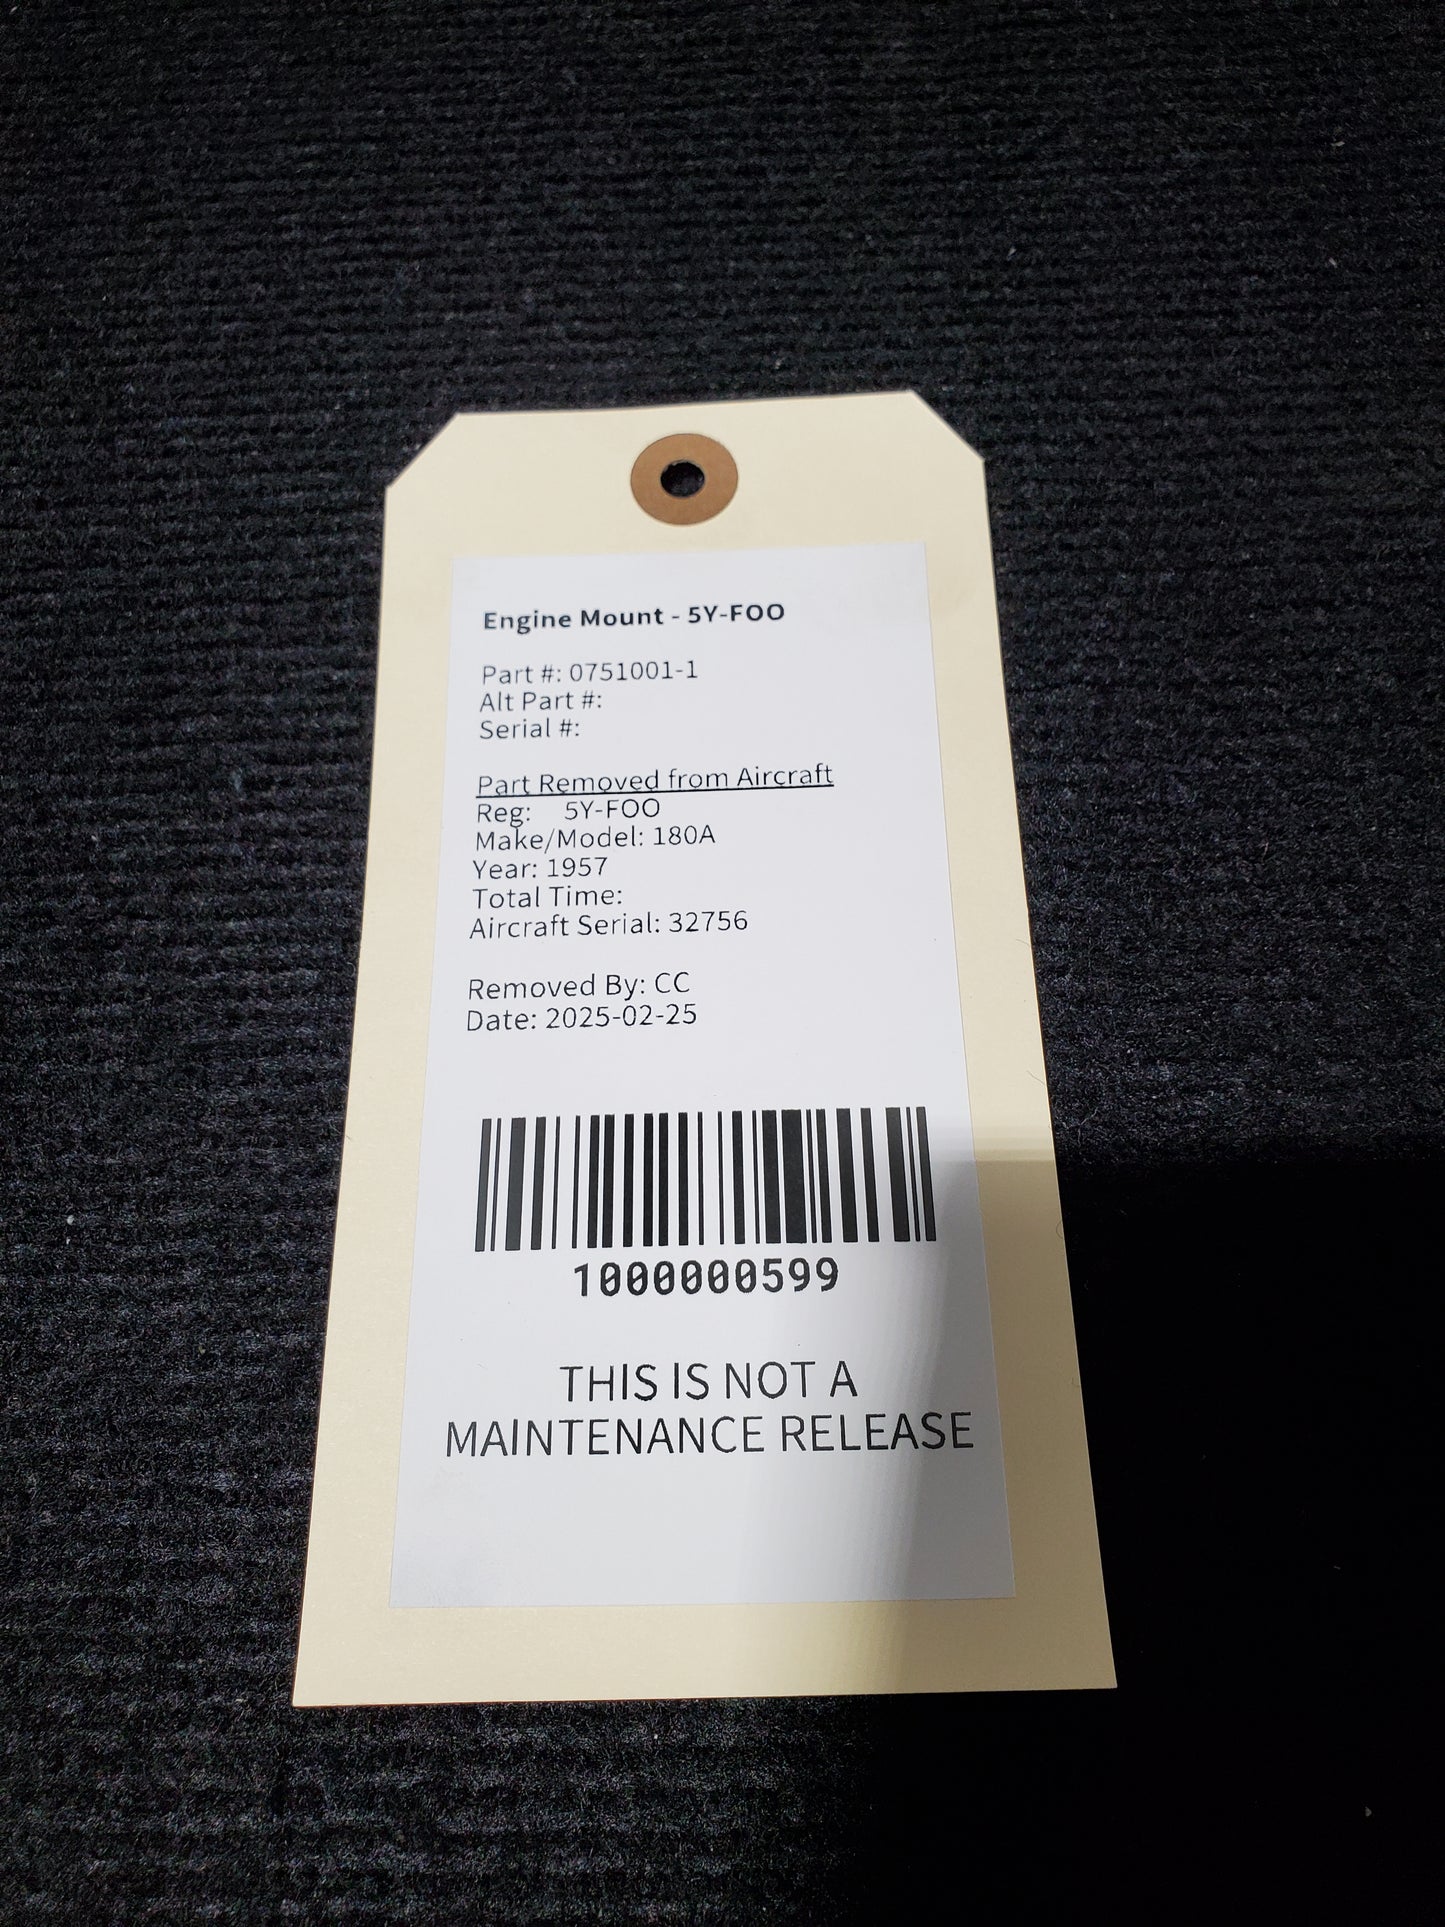 Engine Mount - 5Y-FOO
Part #: 0751001-1
Alt Part #:
Serial #:
Part Removed from Aircraft
Reg: 5Y-FOO
Make/Model: 180A
Year: 1957
Total Time:
Aircraft Serial: 32756
Removed By: CC
Date: 2025-02-25
1000000599
THIS IS NOT A
MAINTENANCE RELEASE